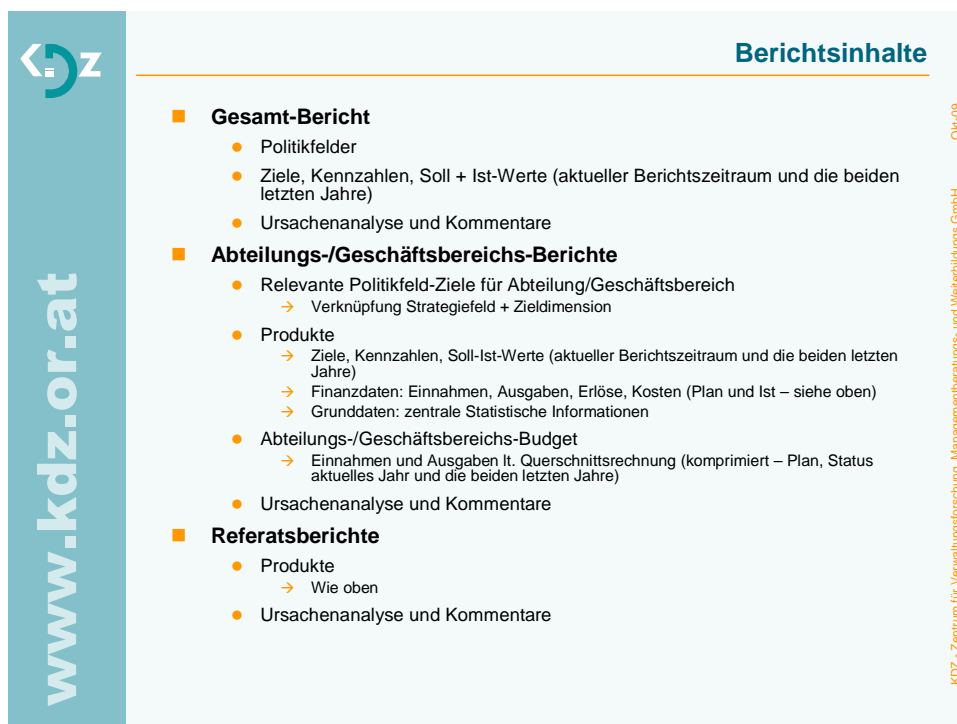 KDZ
Berichtsinhalte
Gesamt-Bericht
Politikfelder
Ziele, Kennzahlen, Soll + Ist-Werte (aktueller Berichtszeitraum und die beiden
letzten Jahre)
Ursachenanalyse und Kommentare
Abteilungs-/Geschäftsbereichs-Berichte
Relevante Politikfeld-Ziele für Abteilung/Geschäftsbereich
Verknüpfung Strategiefeld + Zieldimension
Produkte
Ziele, Kennzahlen, Soll-Ist-Werte (aktueller Berichtszeitraum und die beiden letzten
Jahre)
Finanzdaten: Einnahmen, Ausgaben, Erlöse, Kosten (Plan und Ist – siehe oben)
Grunddaten: zentrale Statistische Informationen
Abteilungs-/Geschäftsbereichs-Budget
Einnahmen und Ausgaben lt. Querschnittsrechnung (komprimiert – Plan, Status
aktuelles Jahr und die beiden letzten Jahre)
Ursachenanalyse und Kommentare
Referatsberichte
Produkte
Wie oben
Ursachenanalyse und Kommentare
www.kdz.or.at
KDZ - Zentrum für Verwaltungsforschung, Managementberatungs- und Weiterbildungs GmbH Okt-09